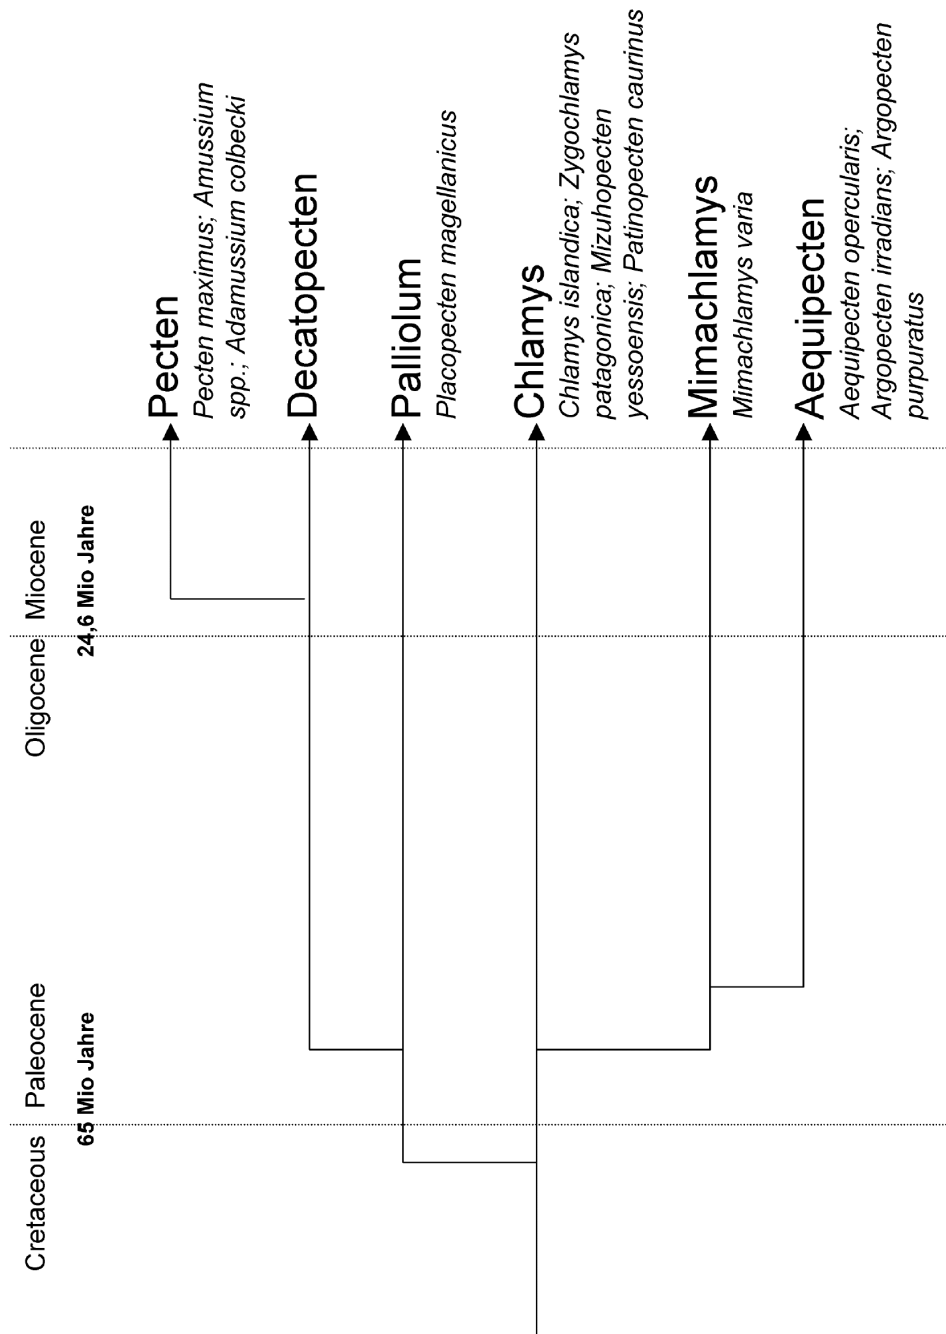 Cretaceous Paleocene Oligocene Miocene
65 Mio Jahre 24,6 Mio Jahre
Pecten
Pecten maximus; Amussium
spp.; Adamussium colbecki
Decatopecten
Palliolum
Placopecten magellanicus
Chlamys
Chlamys islandica; Zygochlamys
patagonica; Mizuhopecten
yessoensis; Patinopecten caurinus
Mimachlamys
Mimachlamys varia
Aequipecten
Aequipecten opercularis;
Argopecten irradians; Argopecten
purpuratus